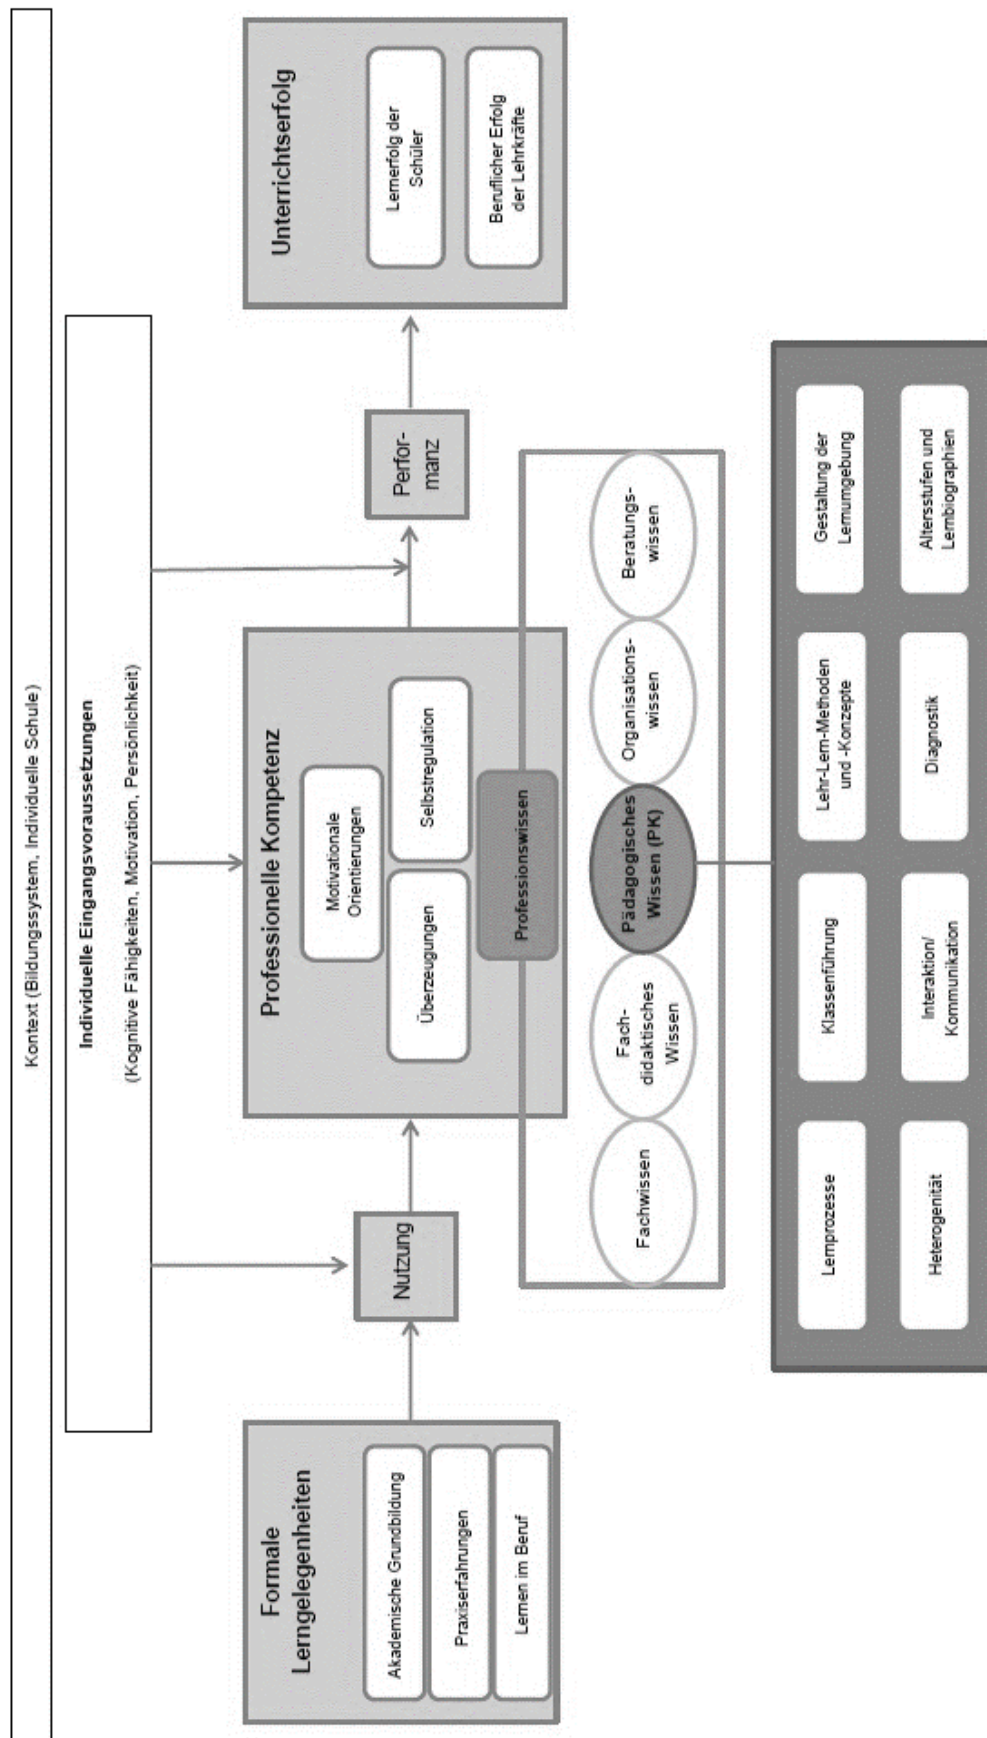 Kontext (Bildungssystem, Individuelle Schule)
Individuelle Eingangsvoraussetzungen
(Kognitive Fähigkeiten, Motivation, Persönlichkeit)
Formale
Lerngelegenheiten
Akademische Grundbildung
Praxiserfahrungen
Lernen im Beruf
Nutzung
Professionelle Kompetenz
Motivationale
Orientierungen
Überzeugungen
Selbstregulation
Professionswissen
Perfor-
manz
Unterrichtserfolg
Lernerfolg der
Schüler
Beruflicher Erfolg
der Lehrkräfte
Fachwissen
Fach-
didaktisches
Wissen
Pädagogisches
Wissen (PK)
Organisations-
wissen
Beratungs-
wissen
Lernprozesse
Klassenführung
Lehr-Lern-Methoden
und -Konzepte
Gestaltung der
Lernumgebung
Heterogenität
Interaktion/
Kommunikation
Diagnostik
Altersstufen und
Lernbiographien